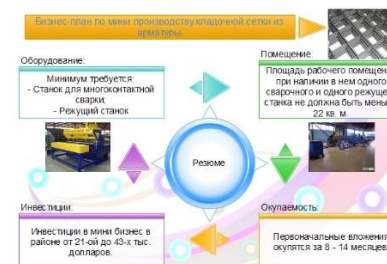 Бизнес-план по мини производству кладочной сетки из
арматуры
Оборудование:
Минимум требуется:
- Станок для многоконтактной
сварки;
- Режущий станок
Помещение:
Площадь рабочего помещен
при наличии в нем одного
сварочного и одного режуще
станка не должна быть мень
22 кв. м.
Резюме
Инвестиции:
Инвестиции в мини бизнес в
районе от 21-ой до 43-х тыс.
долларов.
Окупаемость:
Первоначальные вложения
окупятся за 8 - 14 месяцев